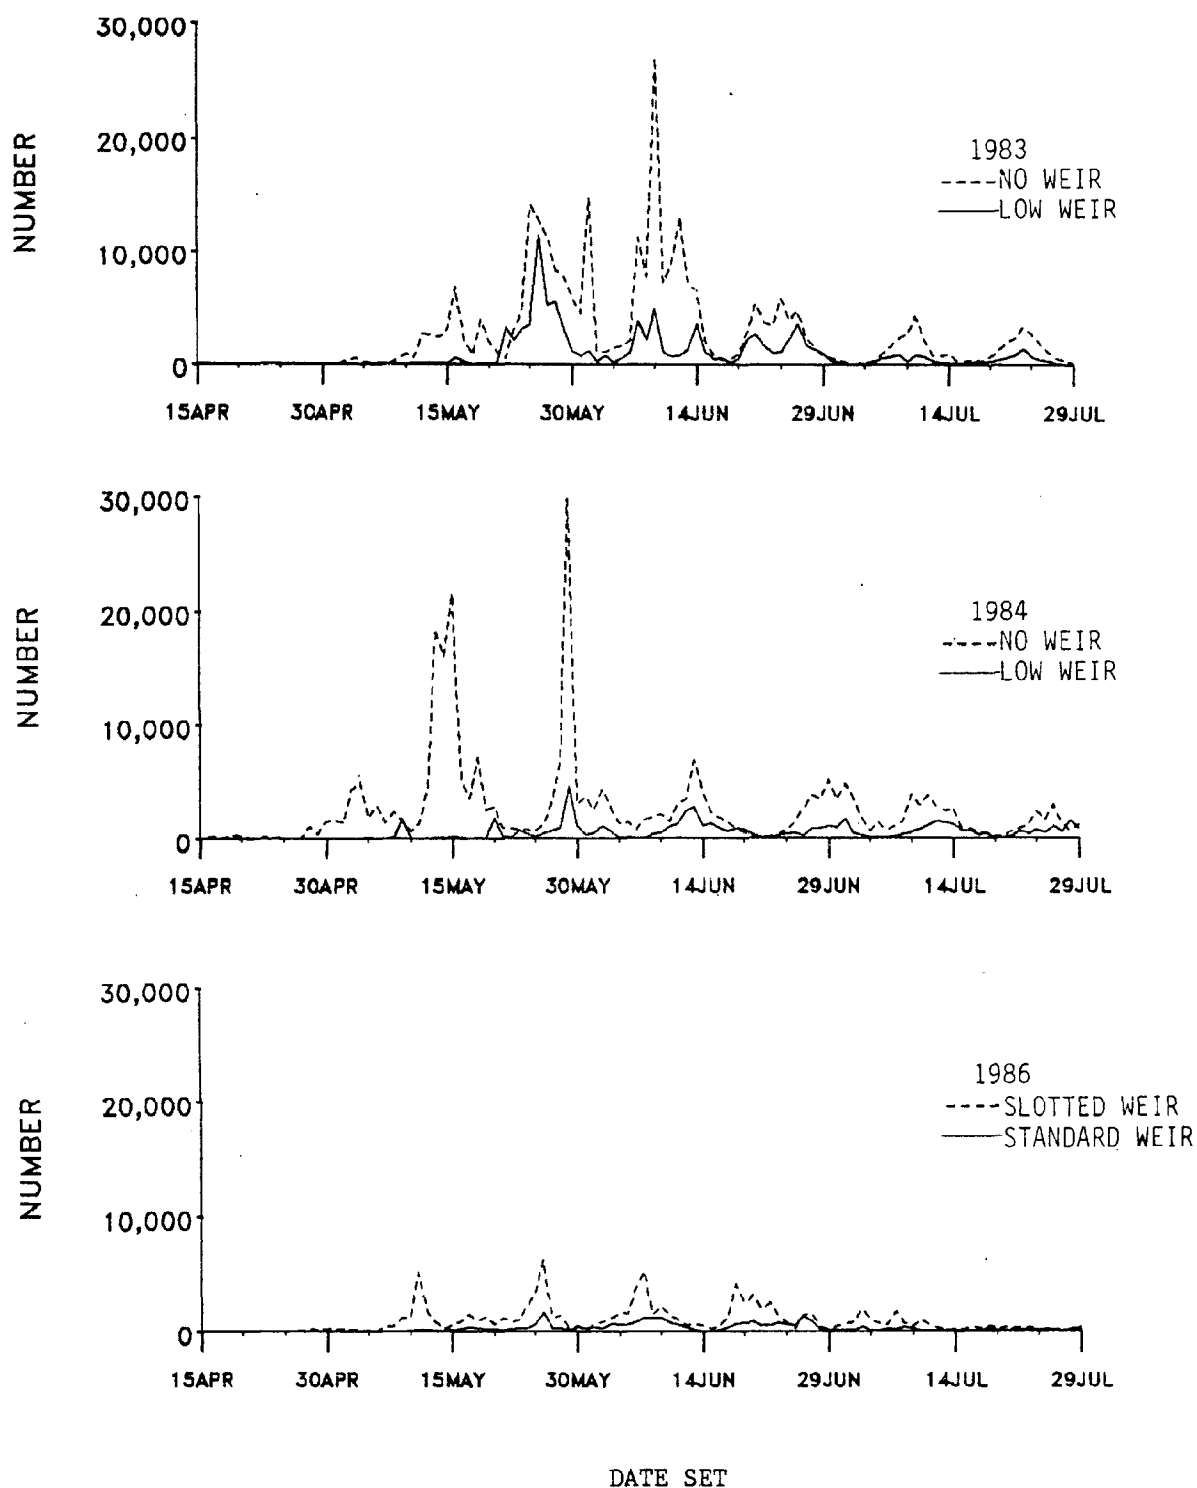 30,000
20,000
10,000
0
NUMBER
1983
NO WEIR
LOW WEIR
15APR 30APR 15MAY 30MAY 14JUN 29JUN 14JUL 29JUL
30,000
20,000
10,000
0
NUMBER
1984
NO WEIR
LOW WEIR
15APR 30APR 15MAY 30MAY 14JUN 29JUN 14JUL 29JUL
30,000
20,000
10,000
0
NUMBER
1986
SLOTTED WEIR
STANDARD WEIR
15APR 30APR 15MAY 30MAY 14JUN 29JUN 14JUL 29JUL
DATE SET